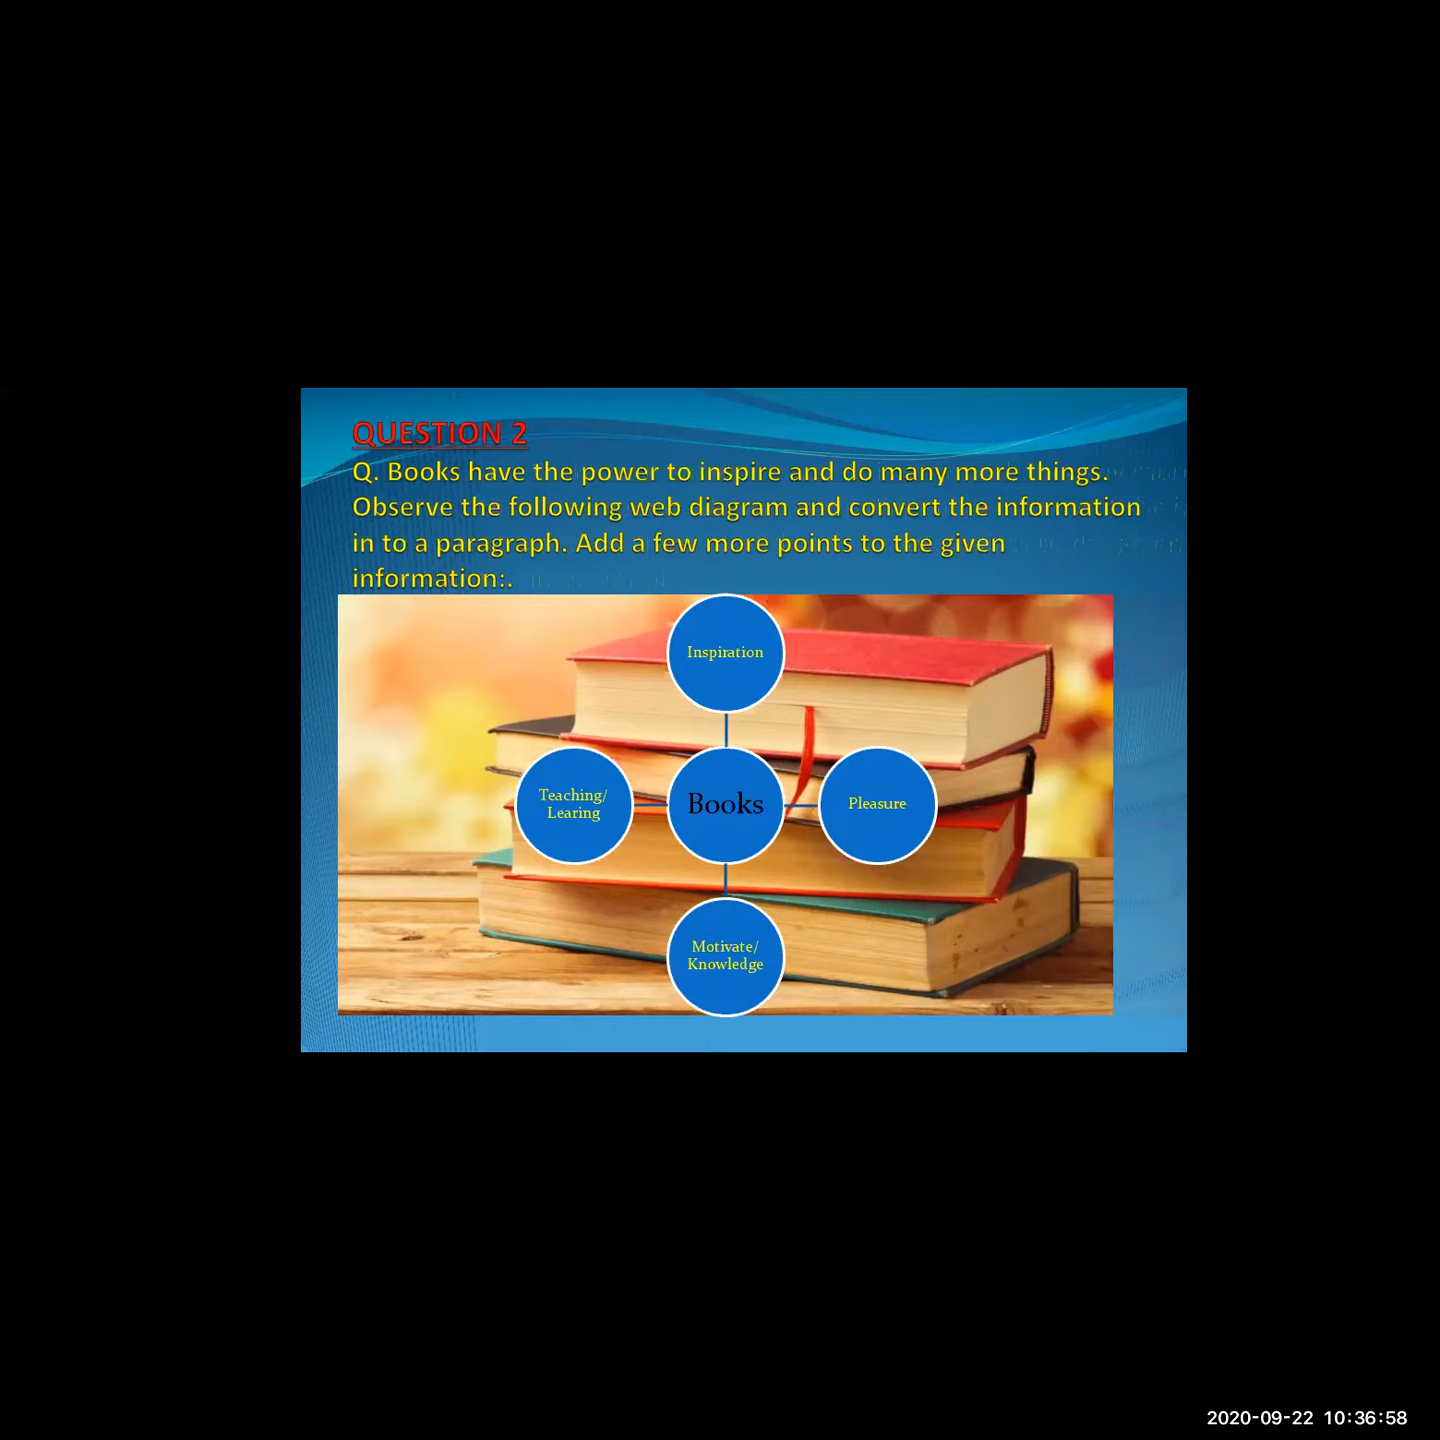 QUESTION 2
Q. Books have the power to inspire and do many more things.
Observe the following web diagram and convert the information
in to a paragraph. Add a few more points to the given
information:.
Inspiration
Teaching/
Learing
Books
Pleasure
Motivate/
Knowledge
2020-09-22 10:36:58